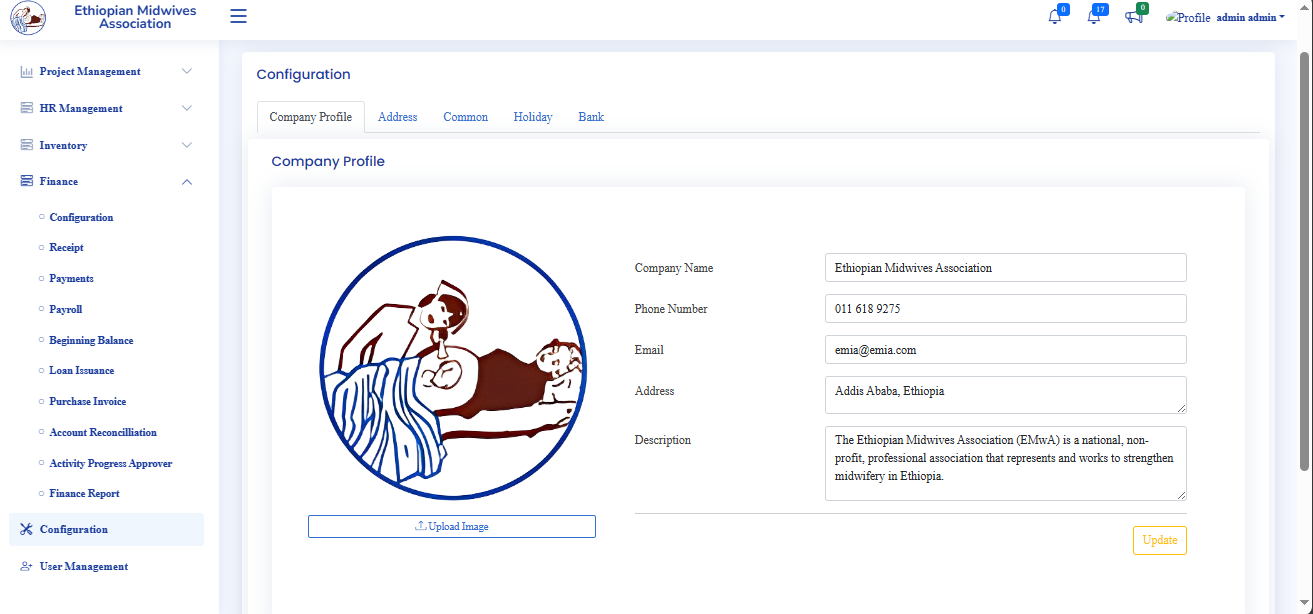 Ethiopian Midwives
Association
0
17
0
Profile admin admin
Project Management
HR Management
Inventory
Finance
Configuration
Receipt
Payments
Payroll
Beginning Balance
Loan Issuance
Purchase Invoice
Account Reconcilliation
Activity Progress Approver
Finance Report
Configuration
User Management
Configuration
Company Profile Address Common Holiday Bank
Company Profile
Upload Image
Company Name Ethiopian Midwives Association
Phone Number 011 618 9275
Email emia@emia.com
Address Addis Ababa, Ethiopia
Description The Ethiopian Midwives Association (EMwA) is a national, non-
profit, professional association that represents and works to strengthen
midwifery in Ethiopia.
Update